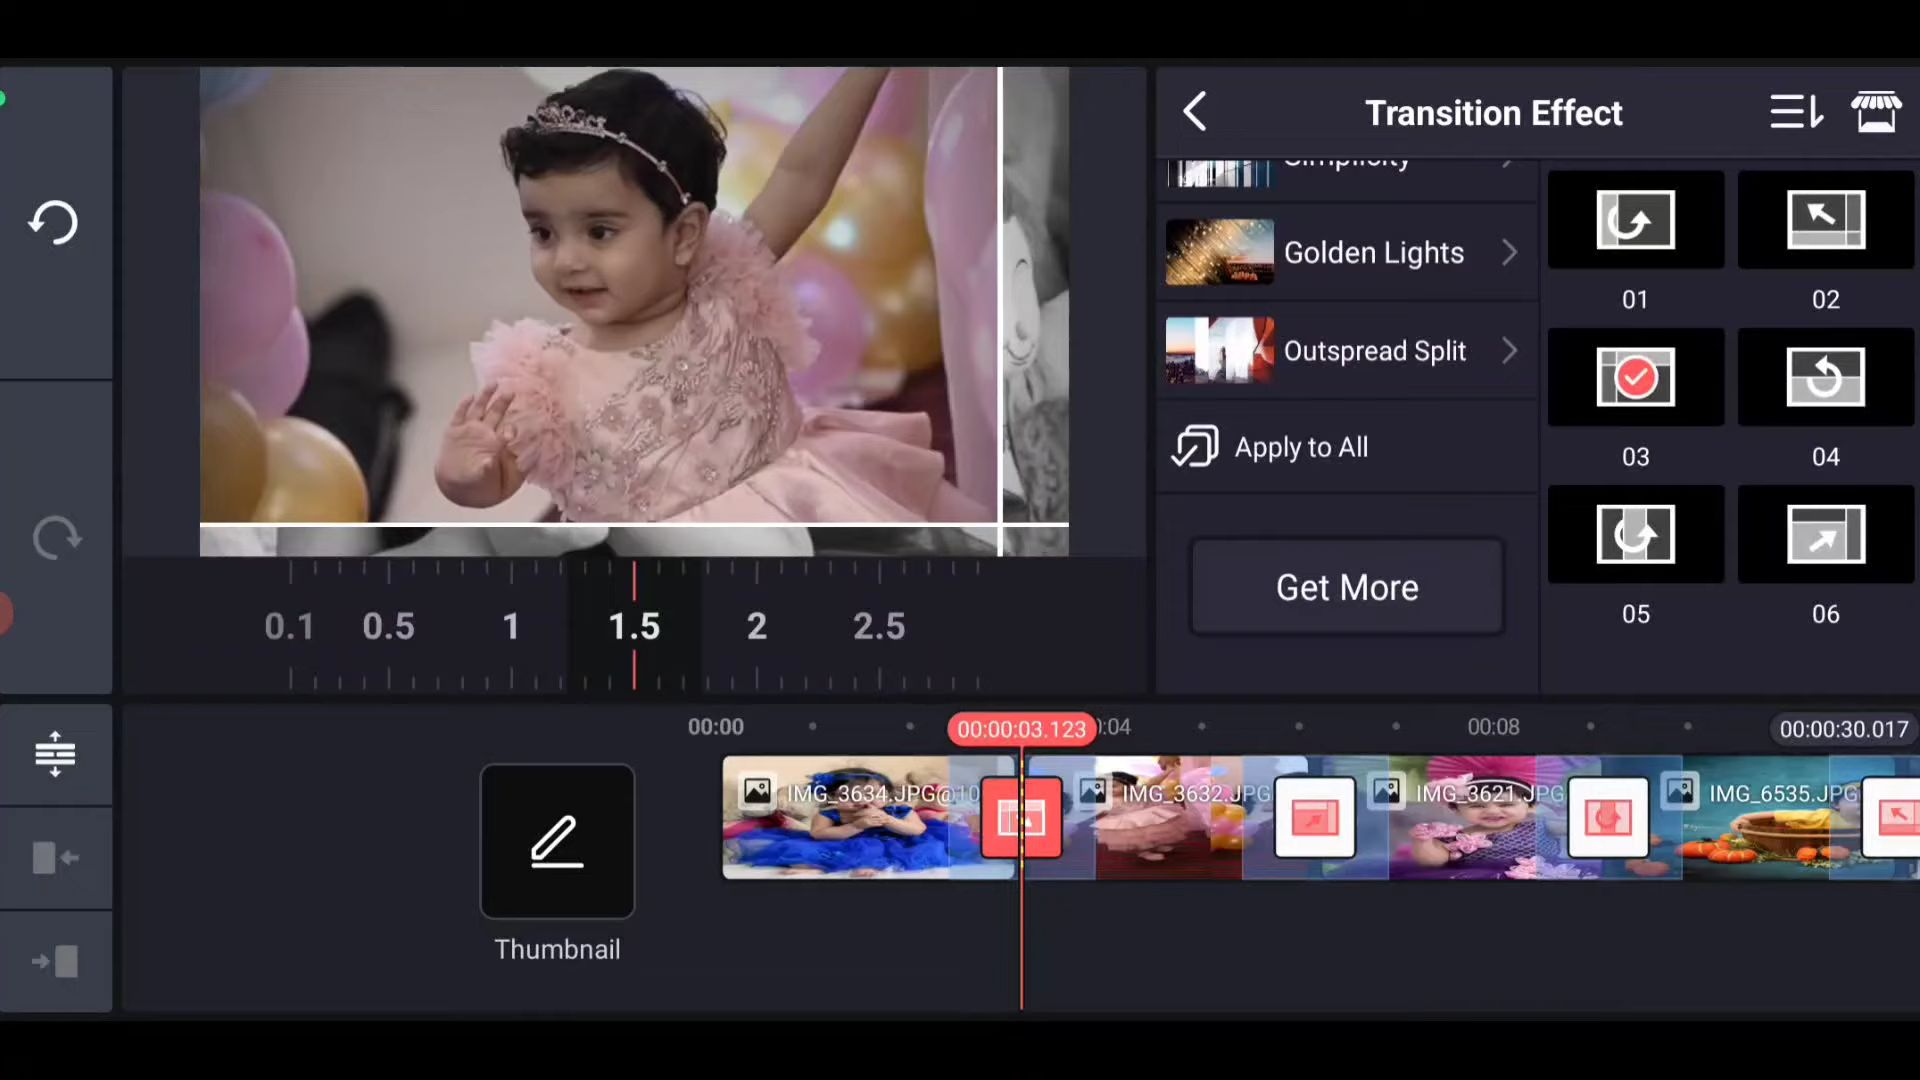 Transition Effect
Simplicity
Golden Lights
Outspread Split
Apply to All
Get More
01
02
03
04
05
06
0.1
0.5
1
1.5
2
2.5
00:00
00:00:03.123
0:04
00:08
00:00:30.017
IMG_3634.JPG@10
IMG_3632.JPG
IMG_3621.JPG
IMG_6535.JPG
Thumbnail